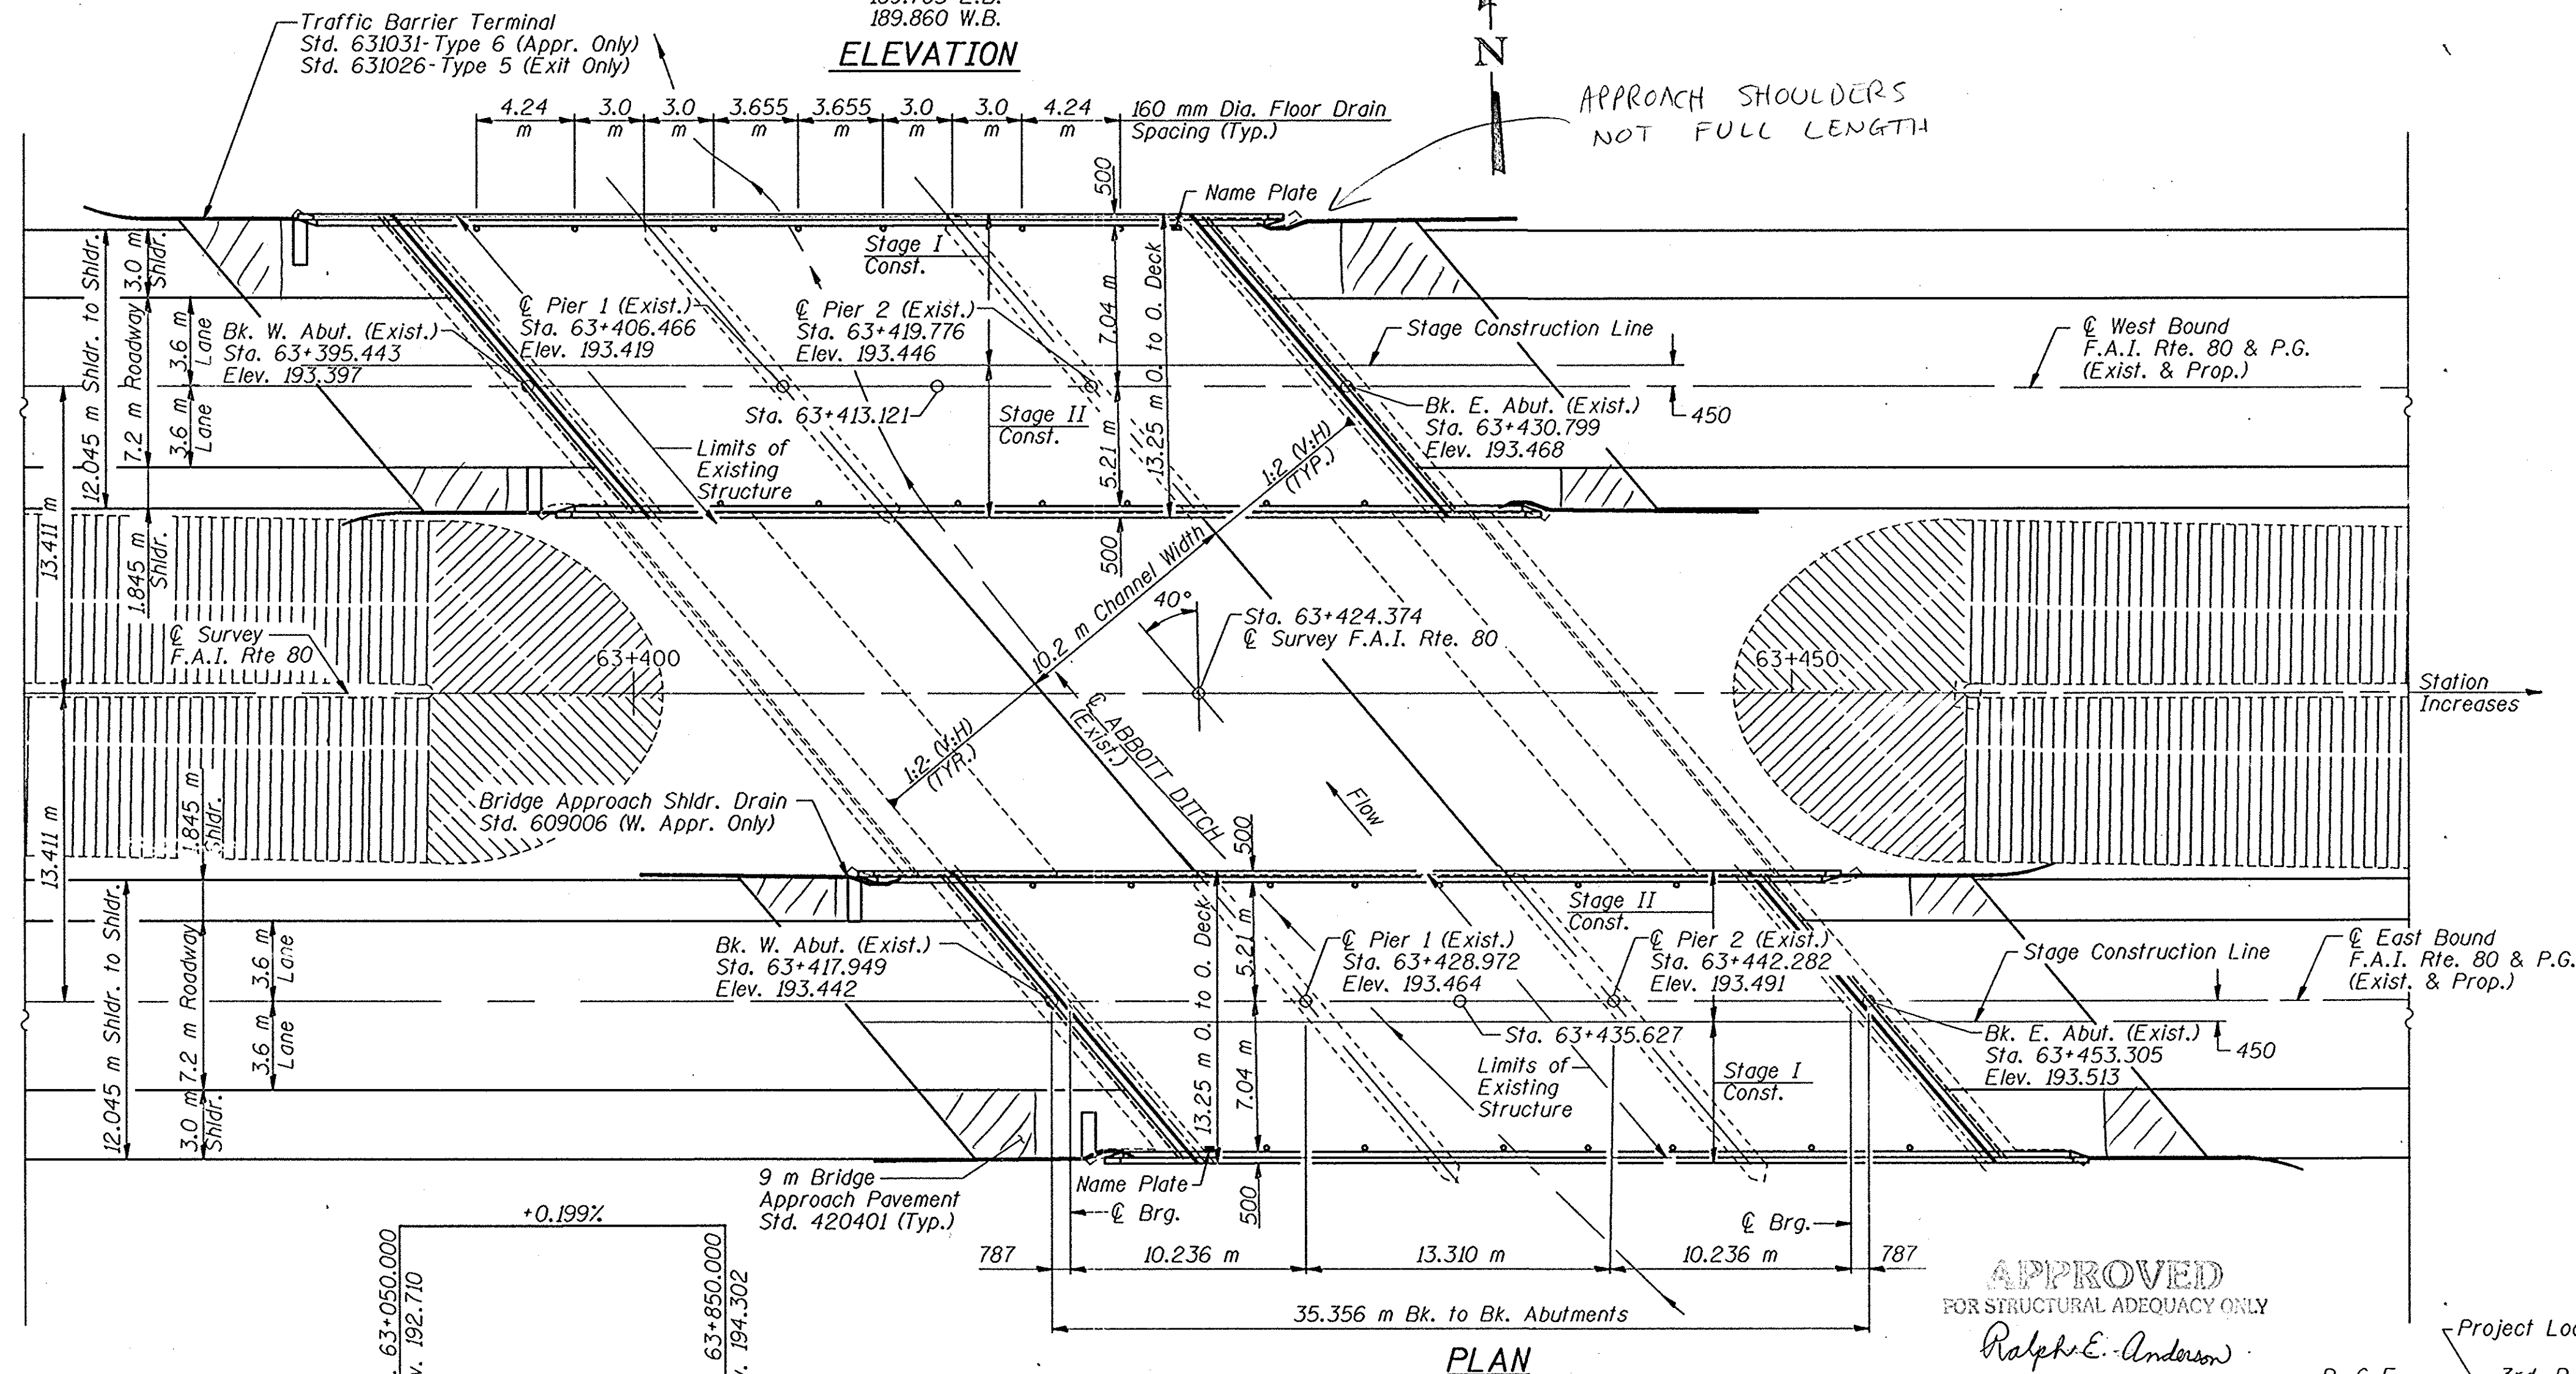 189.860 W.B.
ELEVATION
Traffic Barrier Terminal
Std. 631031-Type 6 (Appr. Only)
Std. 631026-Type 5 (Exit Only)
N
APPROACH SHOULDERS
NOT FULL LENGTH
4.24 m
3.0 m
3.0 m
3.655 m
3.655 m
3.0 m
3.0 m
4.24 m
160 mm Dia. Floor Drain
Spacing (Typ.)
500
Name Plate
Stage I
Const.
12.045 m Shldr. to Shldr.
3.0 m
Shldr.
7.2 m Roadway
3.6 m
Lane
3.6 m
Lane
Bk. W. Abut. (Exist.)
Sta. 63+395.443
Elev. 193.397
℄ Pier 1 (Exist.)
Sta. 63+406.466
Elev. 193.419
℄ Pier 2 (Exist.)
Sta. 63+419.776
Elev. 193.446
7.04 m
13.25 m O. to O. Deck
Stage Construction Line
℄ West Bound
F.A.I. Rte. 80 & P.G.
(Exist. & Prop.)
Sta. 63+413.121
Stage II
Const.
5.21 m
Bk. E. Abut. (Exist.)
Sta. 63+430.799
Elev. 193.468
450
Limits of
Existing
Structure
1:2 (V:H)
(TYP.)
13.411 m
1.845 m
Shldr.
500
10.2 m Channel Width
40°
Sta. 63+424.374
℄ Survey F.A.I. Rte. 80
℄ Survey
F.A.I. Rte 80
63+400
63+450
Station
Increases
℄ ABBOTT DITCH
(Exist.)
1:2 (V:H)
(TYP.)
Flow
Bridge Approach Shldr. Drain
Std. 609006 (W. Appr. Only)
13.411 m
1.845 m
Shldr.
500
Stage II
Const.
12.045 m Shldr. to Shldr.
7.2 m Roadway
3.6 m
Lane
3.6 m
Lane
3.0 m
Shldr.
Bk. W. Abut. (Exist.)
Sta. 63+417.949
Elev. 193.442
13.25 m O. to O. Deck
5.21 m
℄ Pier 1 (Exist.)
Sta. 63+428.972
Elev. 193.464
℄ Pier 2 (Exist.)
Sta. 63+442.282
Elev. 193.491
Stage Construction Line
℄ East Bound
F.A.I. Rte. 80 & P.G.
(Exist. & Prop.)
Sta. 63+435.627
7.04 m
Limits of
Existing
Structure
Stage I
Const.
Bk. E. Abut. (Exist.)
Sta. 63+453.305
Elev. 193.513
450
9 m Bridge
Approach Pavement
Std. 420401 (Typ.)
Name Plate
℄ Brg.
500
℄ Brg.
787
10.236 m
13.310 m
10.236 m
787
35.356 m Bk. to Bk. Abutments
PLAN
+0.199%
63+050.000
192.710
63+850.000
194.302
APPROVED
FOR STRUCTURAL ADEQUACY ONLY
Ralph E. Anderson
Project Loc